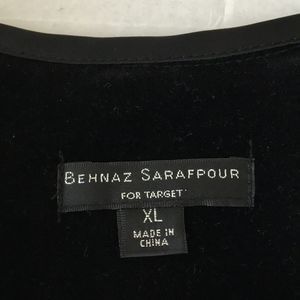 BEHNAZ SARAFPOUR
FOR TARGET
XL
MADE IN
CHINA